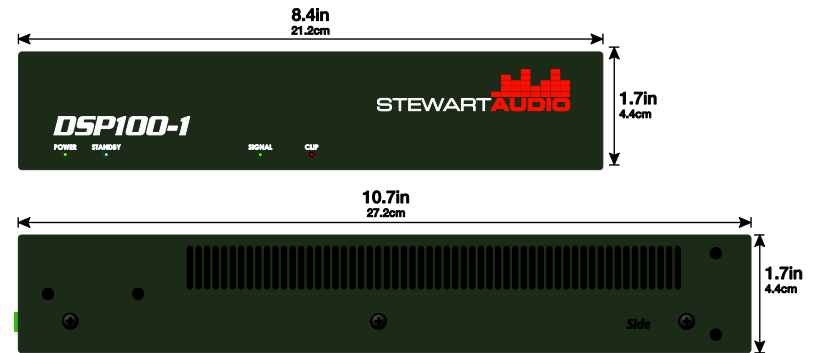 8.4in
21.2cm
STEWARTAUDIO
1.7in
4.4cm
DSP100-1
POWER STANDBY SIGNAL CLIP
10.7in
27.2cm
1.7in
4.4cm
Side